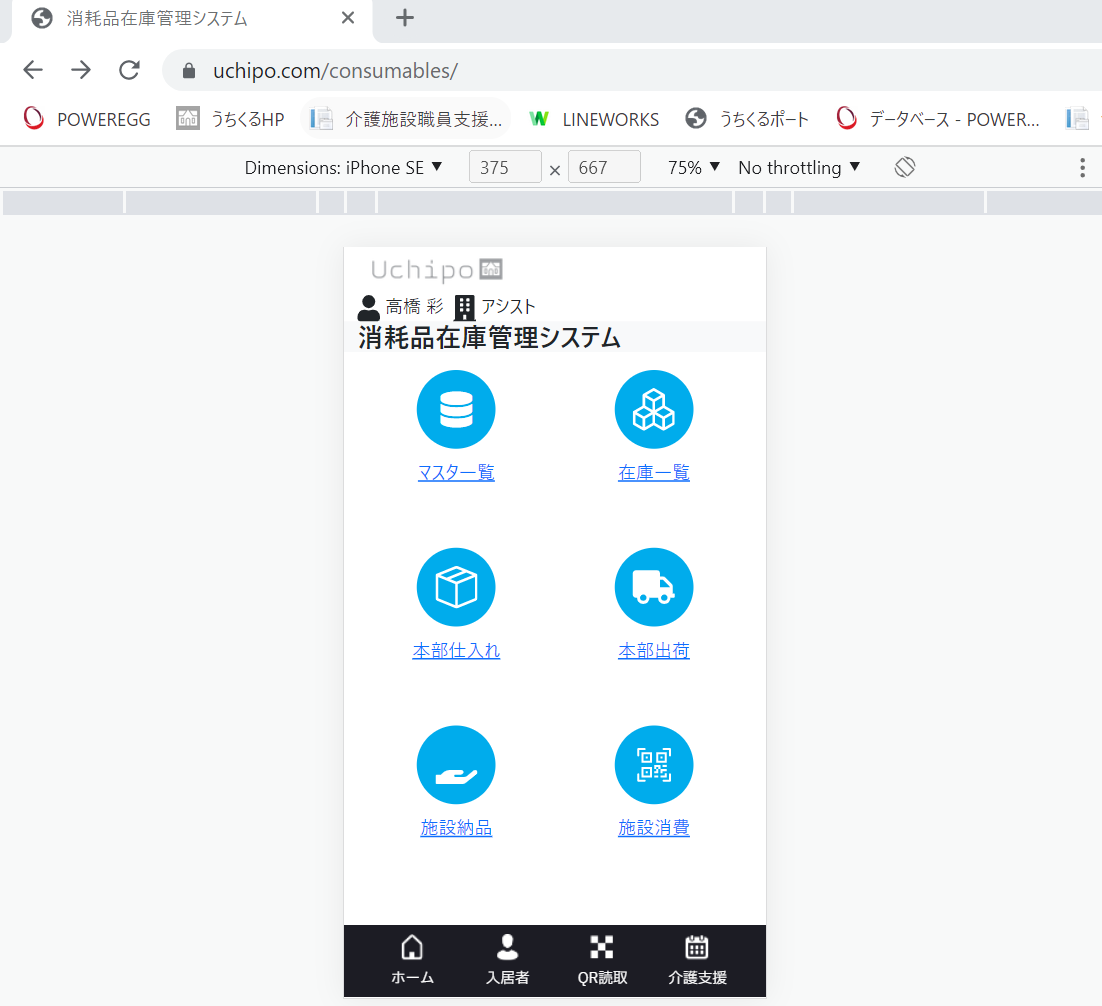 消耗品在庫管理システム
uchipo.com/consumables/
POWEREGG うちくるHP 介護施設職員支援... LINEWORKS うちくるポート データベース - POWER...
Dimensions: iPhone SE ▼ 375 × 667 75% ▼ No throttling ▼
Uchipo
高橋 彩 アシスト
消耗品在庫管理システム
マスタ一覧 在庫一覧
本部仕入れ 本部出荷
施設納品 施設消費
ホーム 入居者 QR読取 介護支援